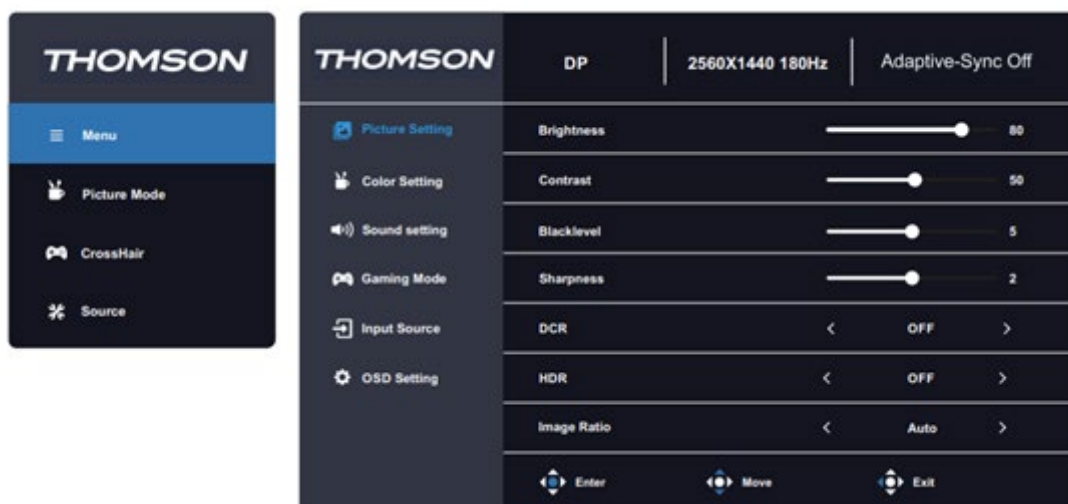 THOMSON
Menu
Picture Mode
CrossHair
Source
THOMSON DP 2560X1440 180Hz Adaptive-Sync Off
Picture Setting
Color Setting
Sound setting
Gaming Mode
Input Source
OSD Setting
Brightness 80
Contrast 50
Blacklevel 5
Sharpness 2
DCR < OFF >
HDR < OFF >
Image Ratio < Auto >
Enter Move Exit